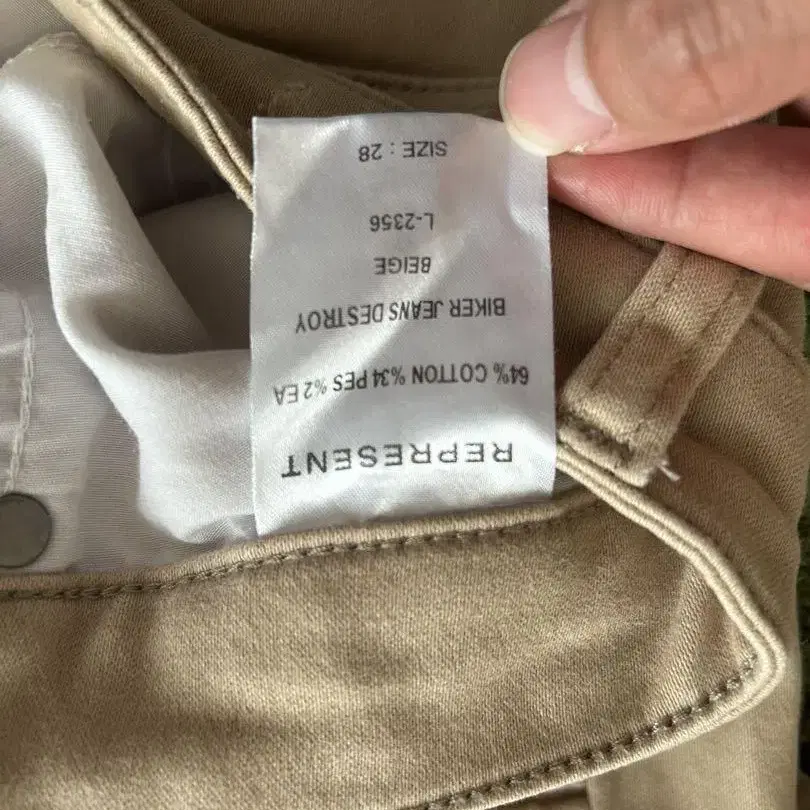 REPRESENT
64% COTTON %34 PES %2 EA
BIKER JEANS DESTROY
BEIGE
L-2356
SIZE : 28